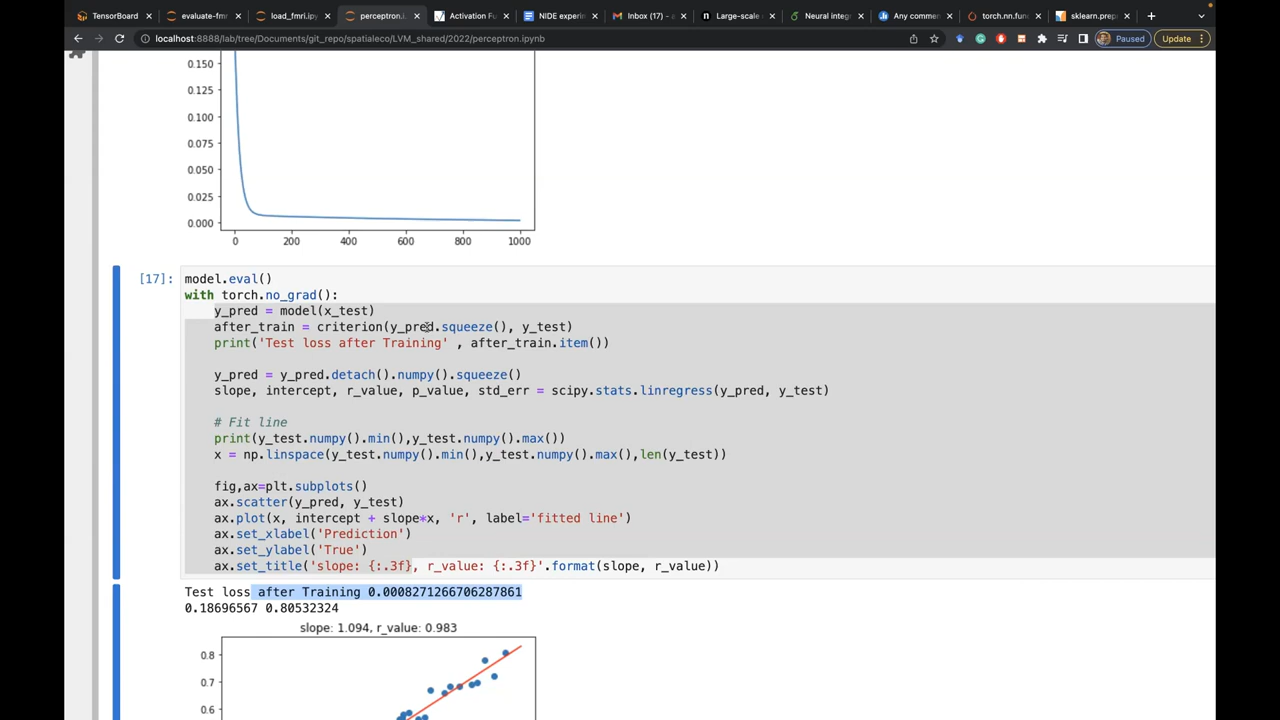 TensorBoard
evaluate-fmr
load_fmri.ipy
perceptron.i
Activation Fu
NIDE experim
Inbox (17) - a
Large-scale
Neural integ
Any comme
torch.nn.fun
sklearn.prep
localhost:8888/lab/tree/Documents/git_repo/spatialeco/LVM_shared/2022/perceptron.ipynb
Paused
Update
0.150
0.125
0.100
0.075
0.050
0.025
0.000
0 200 400 600 800 1000
[17]:
model.eval()
with torch.no_grad():
y_pred = model(x_test)
after_train = criterion(y_pred.squeeze(), y_test)
print('Test loss after Training' , after_train.item())
y_pred = y_pred.detach().numpy().squeeze()
slope, intercept, r_value, p_value, std_err = scipy.stats.linregress(y_pred, y_test)
# Fit line
print(y_test.numpy().min(),y_test.numpy().max())
x = np.linspace(y_test.numpy().min(),y_test.numpy().max(),len(y_test))
fig,ax=plt.subplots()
ax.scatter(y_pred, y_test)
ax.plot(x, intercept + slope*x, 'r', label='fitted line')
ax.set_xlabel('Prediction')
ax.set_ylabel('True')
ax.set_title('slope: {:.3f}, r_value: {:.3f}'.format(slope, r_value))
Test loss after Training 0.0008271266706287861
0.18696567 0.80532324
slope: 1.094, r_value: 0.983
0.8
0.7
0.6